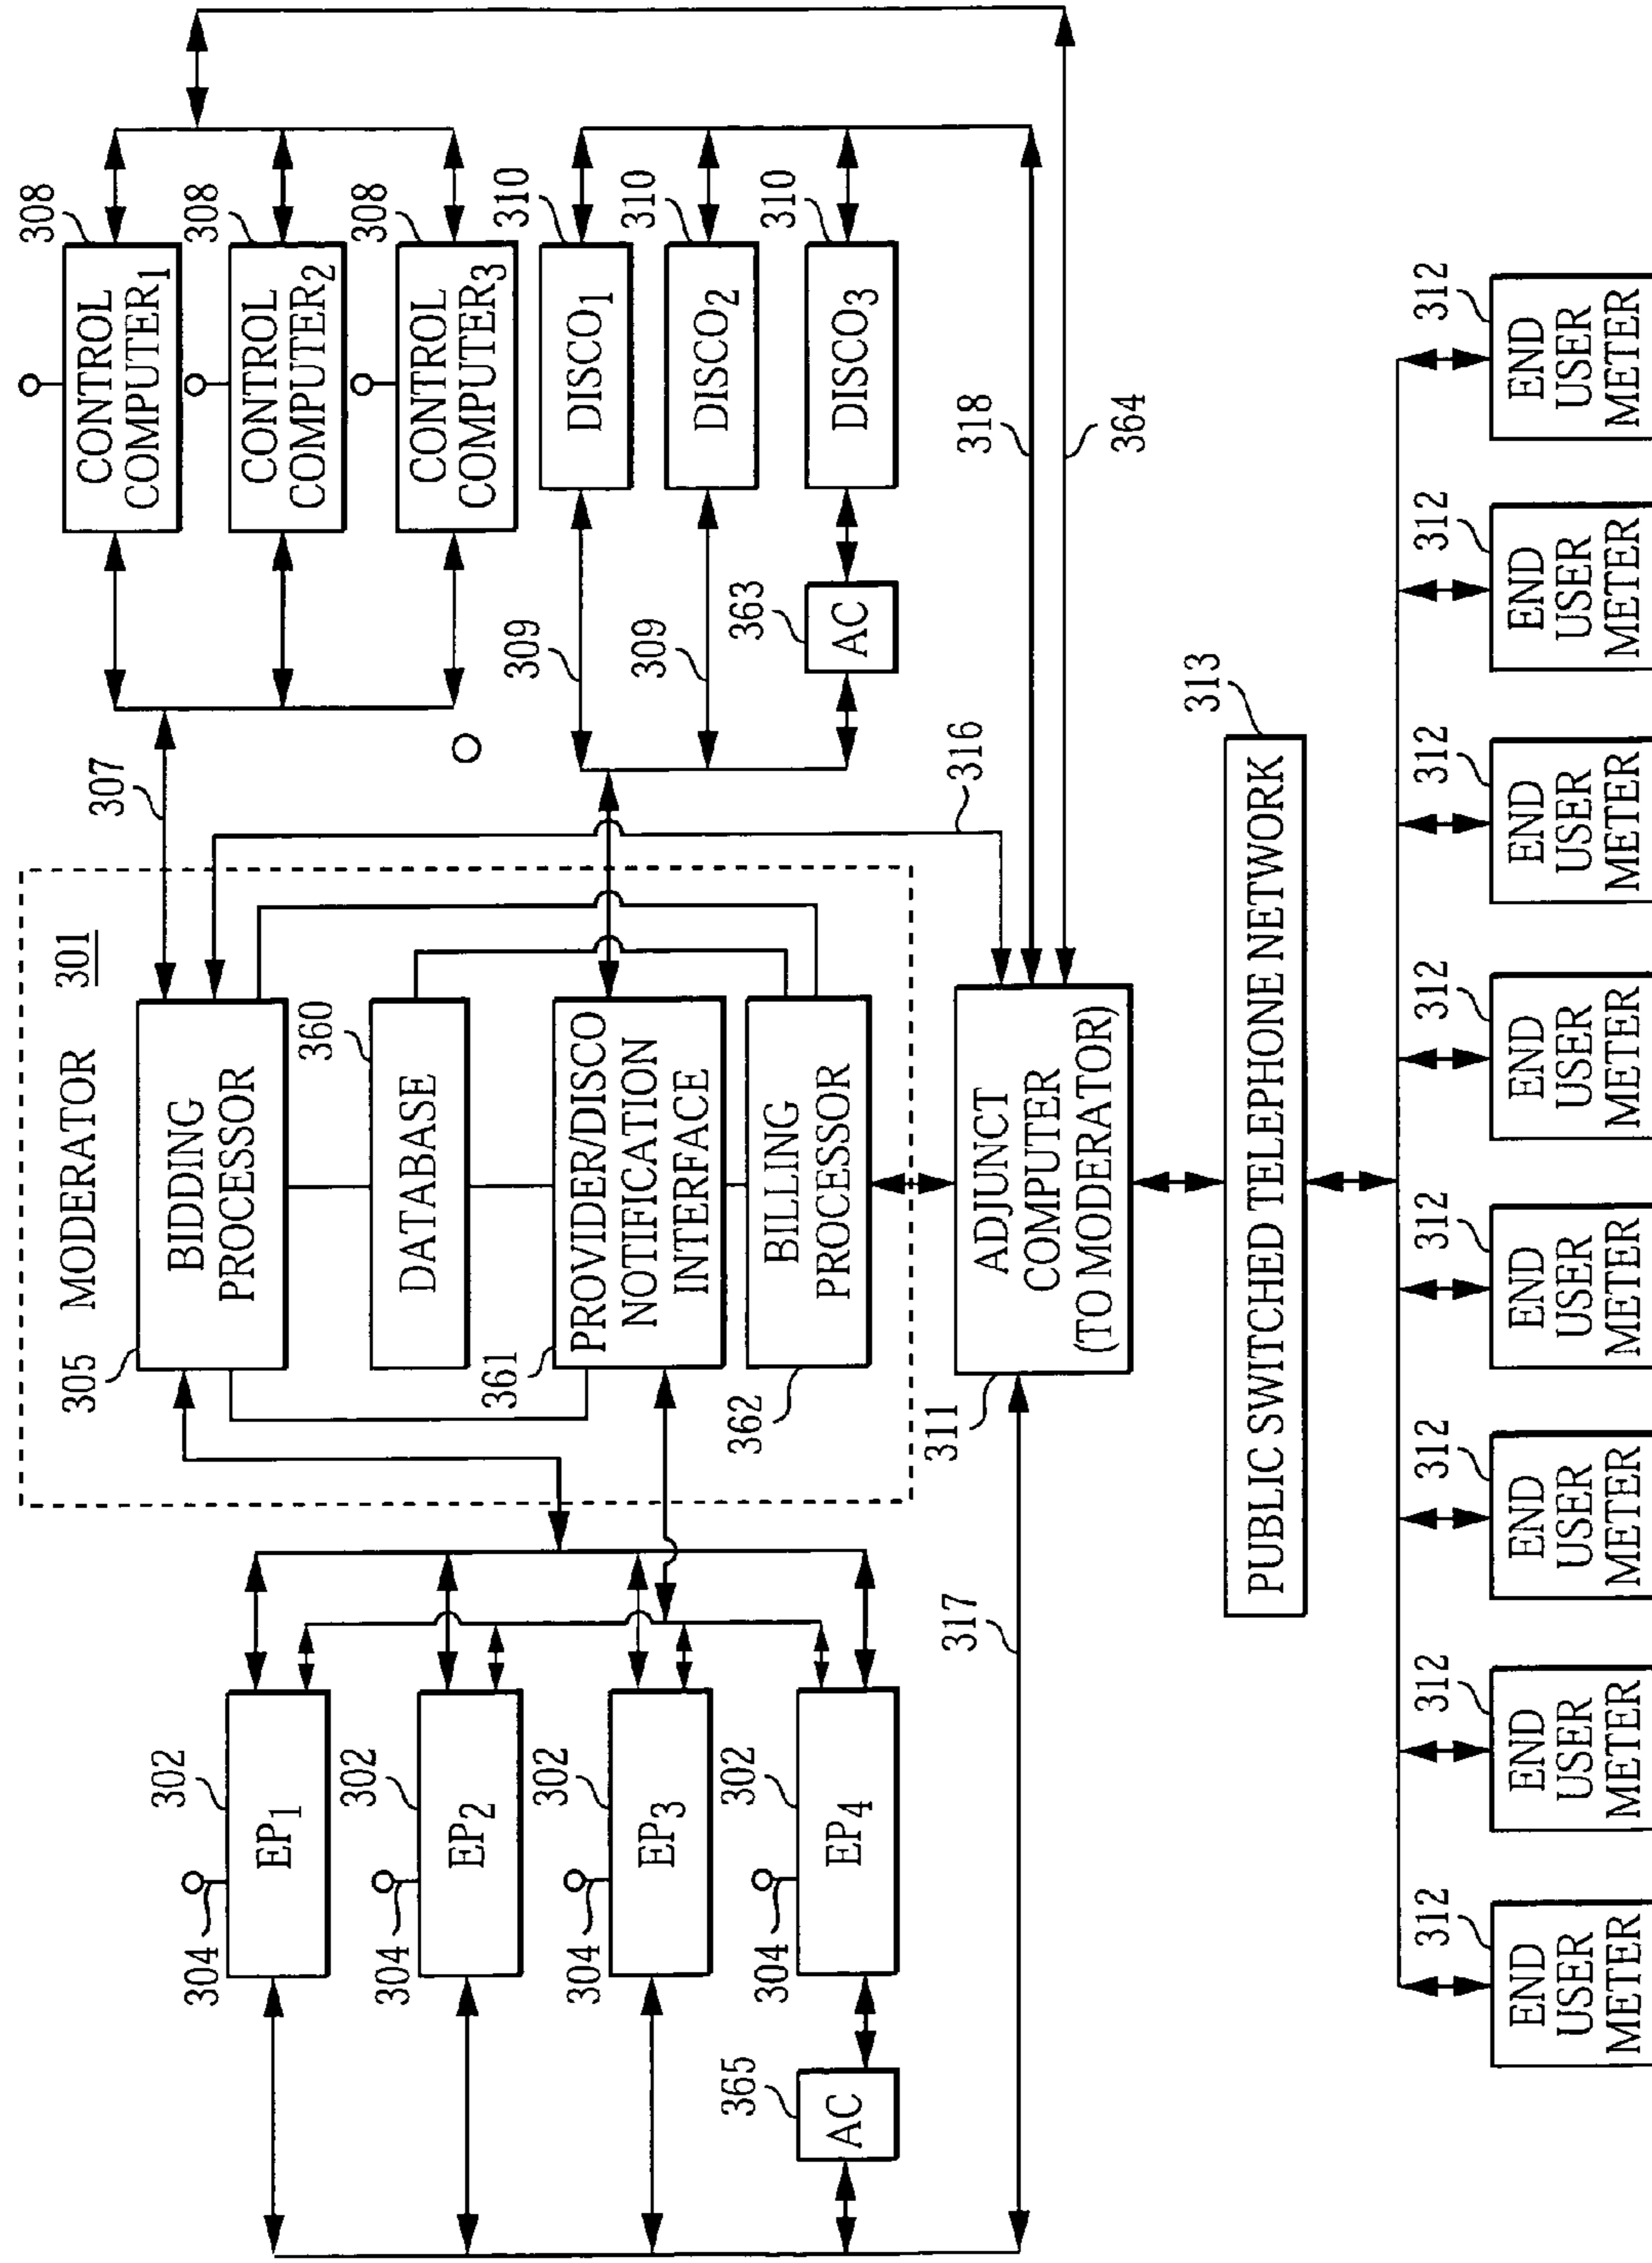 MODERATOR 301
305
BIDDING
PROCESSOR
360
DATABASE
361
PROVIDER/DISCO
NOTIFICATION
INTERFACE
362
BILLING
PROCESSOR
302
304
EP1
302
304
EP2
302
304
EP3
302
304
EP4
365
AC
317
307
308
CONTROL
COMPUTER1
308
CONTROL
COMPUTER2
308
CONTROL
COMPUTER3
309
310
DISCO1
309
310
DISCO2
363
AC
310
DISCO3
316
318
364
311
ADJUNCT
COMPUTER
(TO MODERATOR)
313
PUBLIC SWITCHED TELEPHONE NETWORK
312
END
USER
METER
312
END
USER
METER
312
END
USER
METER
312
END
USER
METER
312
END
USER
METER
312
END
USER
METER
312
END
USER
METER
312
END
USER
METER